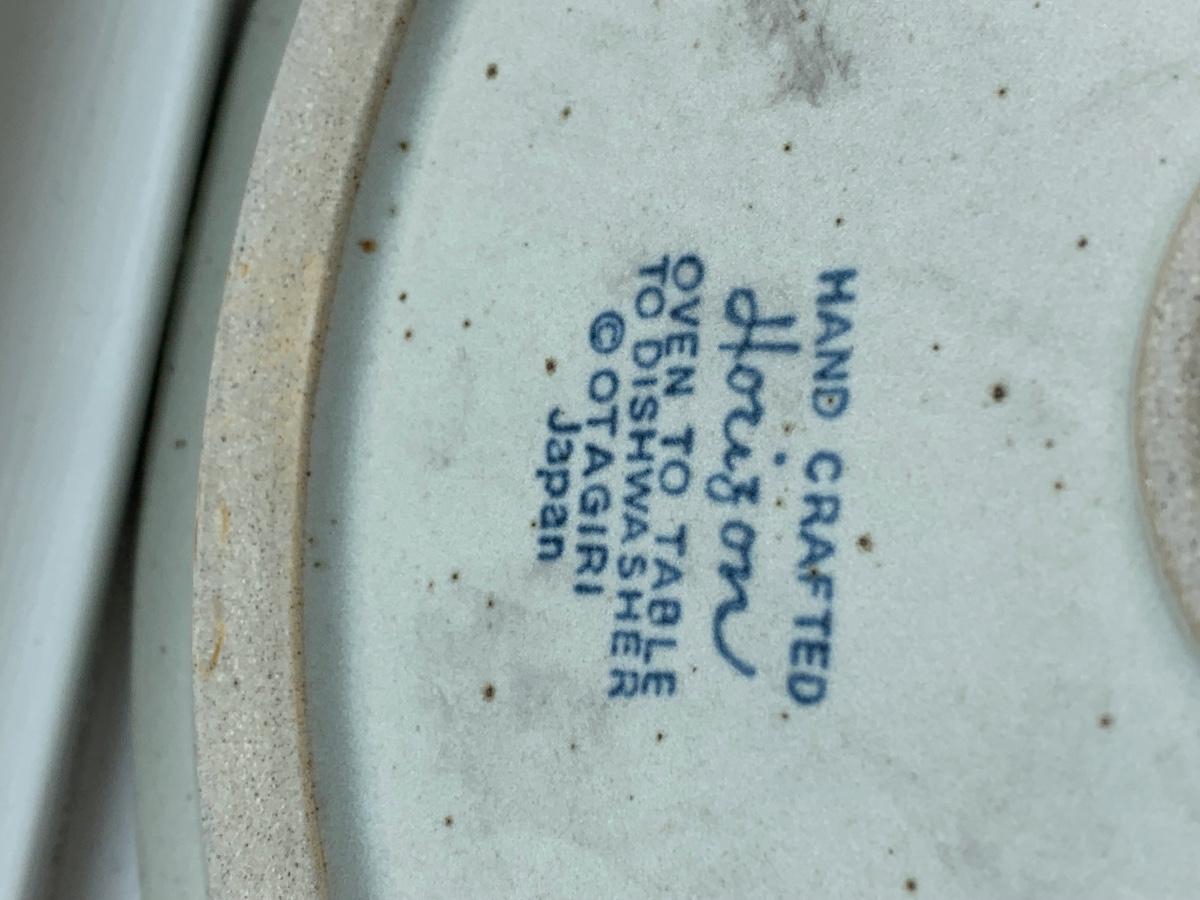 HAND CRAFTED
Horizon
OVEN TO TABLE
TO DISHWASHER
© OTAGIRI
Japan